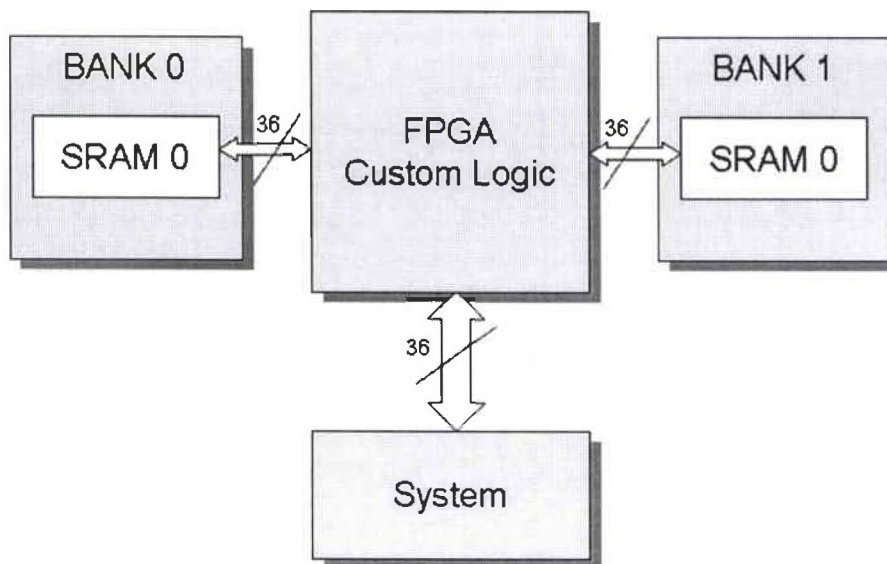 BANK 0
SRAM 0
36
FPGA
Custom Logic
36
BANK 1
SRAM 0
36
System